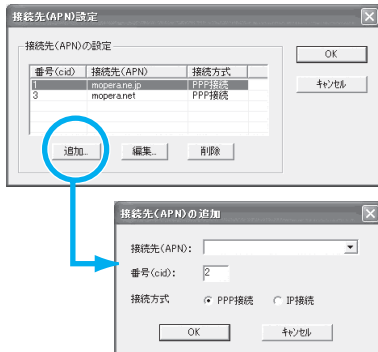 接続先(APN)設定
接続先(APN)の設定
番号(cid) 接続先(APN) 接続方式
1 mopera.ne.jp PPP接続
3 mopera.net PPP接続
追加... 編集... 削除
OK
キャンセル
接続先(APN)の追加
接続先(APN):
番号(cid): 2
接続方式 PPP接続 IP接続
OK キャンセル